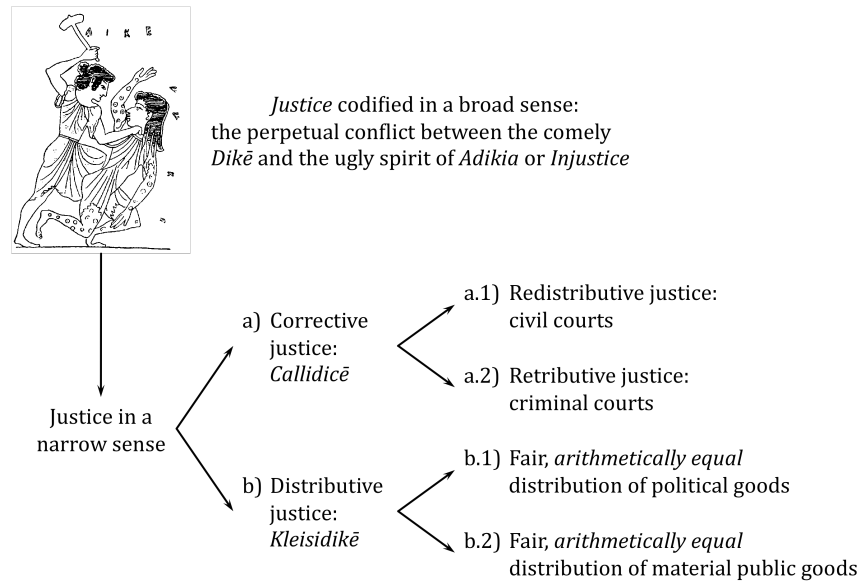 Δ I K E
Justice codified in a broad sense:
the perpetual conflict between the comely
Dikē and the ugly spirit of Adikia or Injustice
a.1) Redistributive justice:
civil courts
a) Corrective
justice:
Callidicē
a.2) Retributive justice:
criminal courts
Justice in a
narrow sense
b.1) Fair, arithmetically equal
distribution of political goods
b) Distributive
justice:
Kleisidikē
b.2) Fair, arithmetically equal
distribution of material public goods